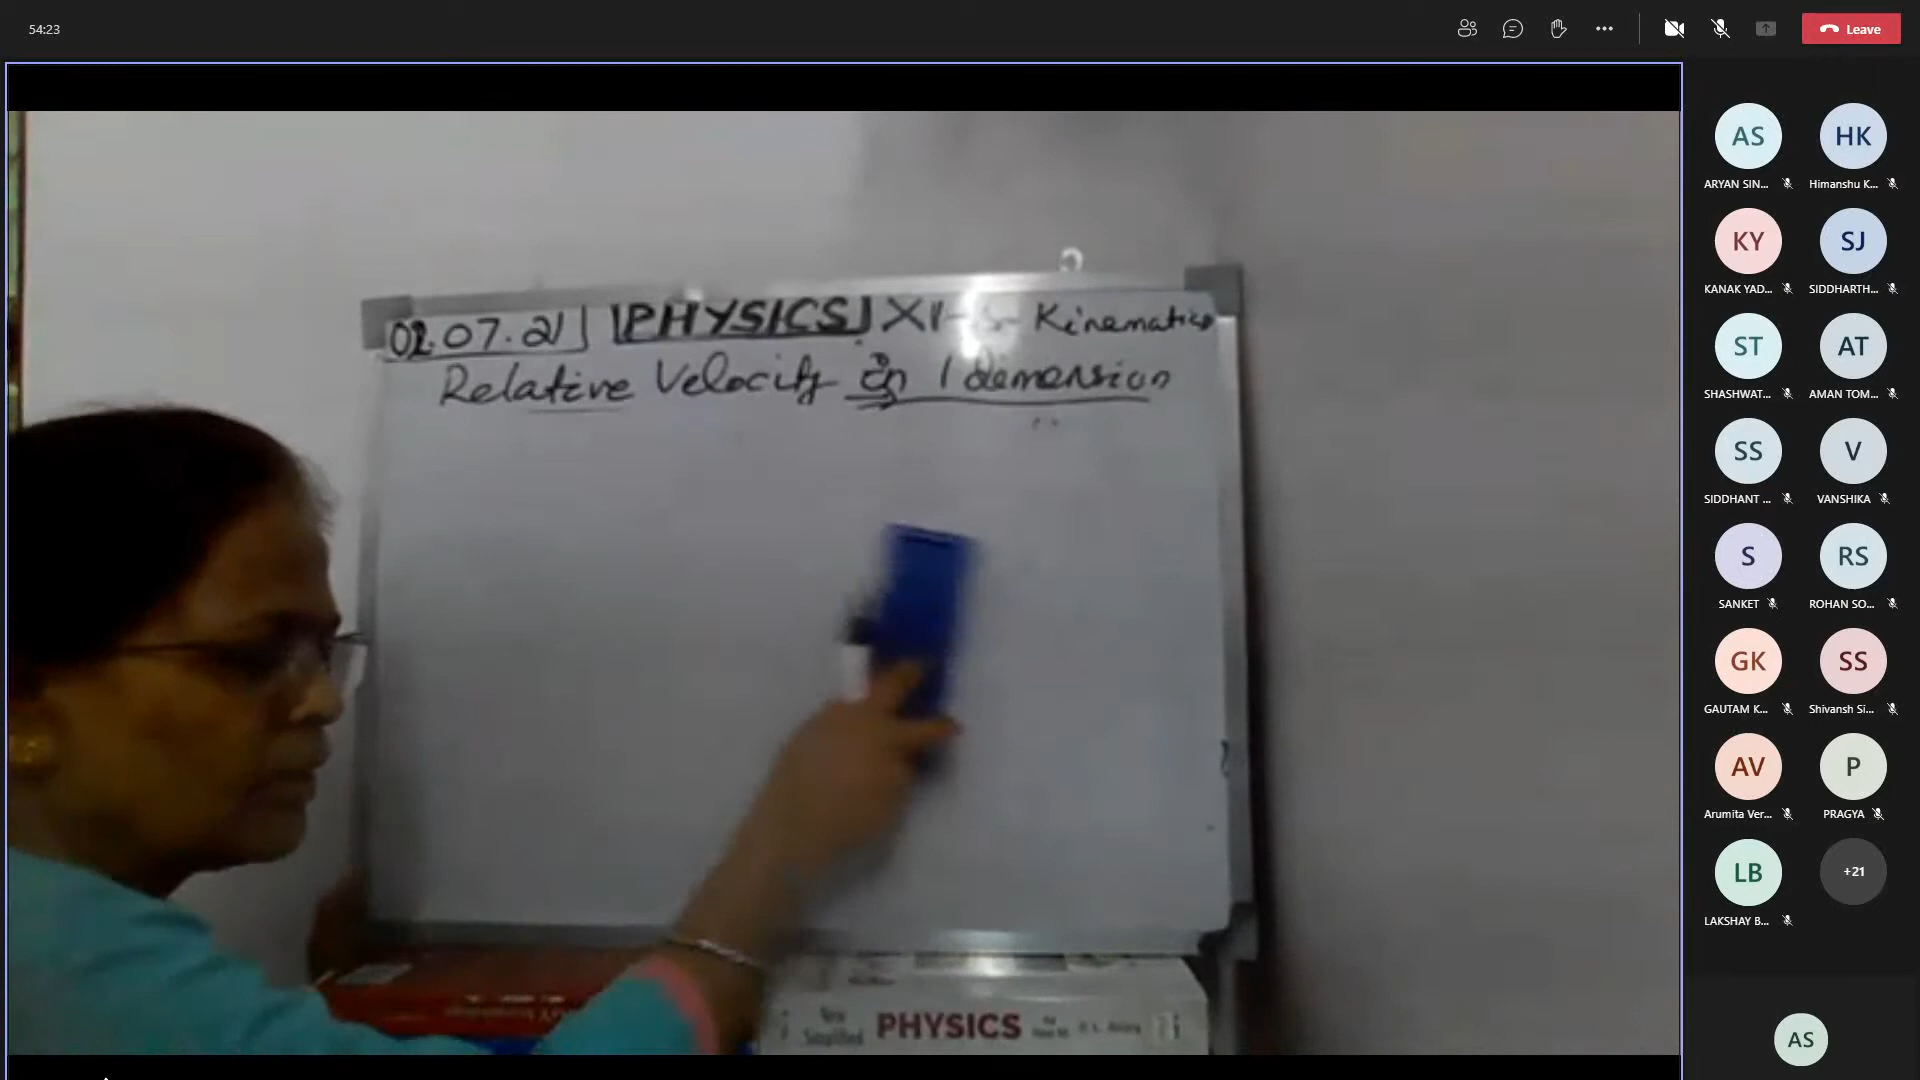 54:23
Leave
02.07.21 PHYSICS XI-S- Kinematics
Relative Velocity in 1 dimension
New Simplified PHYSICS
AS
HK
ARYAN SIN...
Himanshu K...
KY
SJ
KANAK YAD...
SIDDHARTH...
ST
AT
SHASHWAT...
AMAN TOM...
SS
V
SIDDHANT ...
VANSHIKA
S
RS
SANKET
ROHAN SO...
GK
SS
GAUTAM K...
Shivansh Si...
AV
P
Arumita Ver...
PRAGYA
LB
+21
LAKSHAY B...
AS